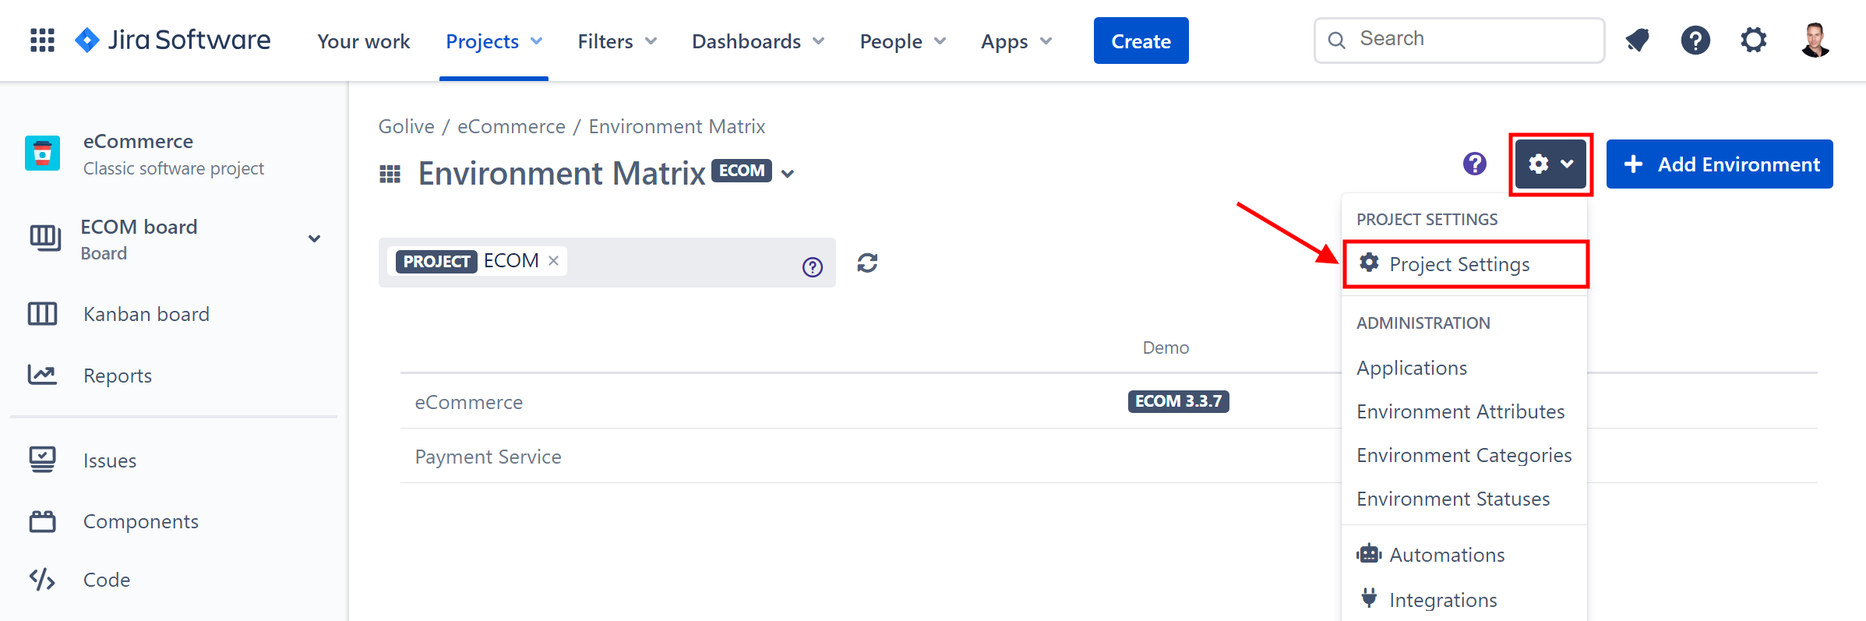 Jira Software
Your work
Projects
Filters
Dashboards
People
Apps
Create
Search
eCommerce
Classic software project
ECOM board
Board
Kanban board
Reports
Issues
Components
Code
Golive / eCommerce / Environment Matrix
Environment Matrix ECOM
PROJECT ECOM ×
Add Environment
Demo
eCommerce ECOM 3.3.7
Payment Service
PROJECT SETTINGS
Project Settings
ADMINISTRATION
Applications
Environment Attributes
Environment Categories
Environment Statuses
Automations
Integrations